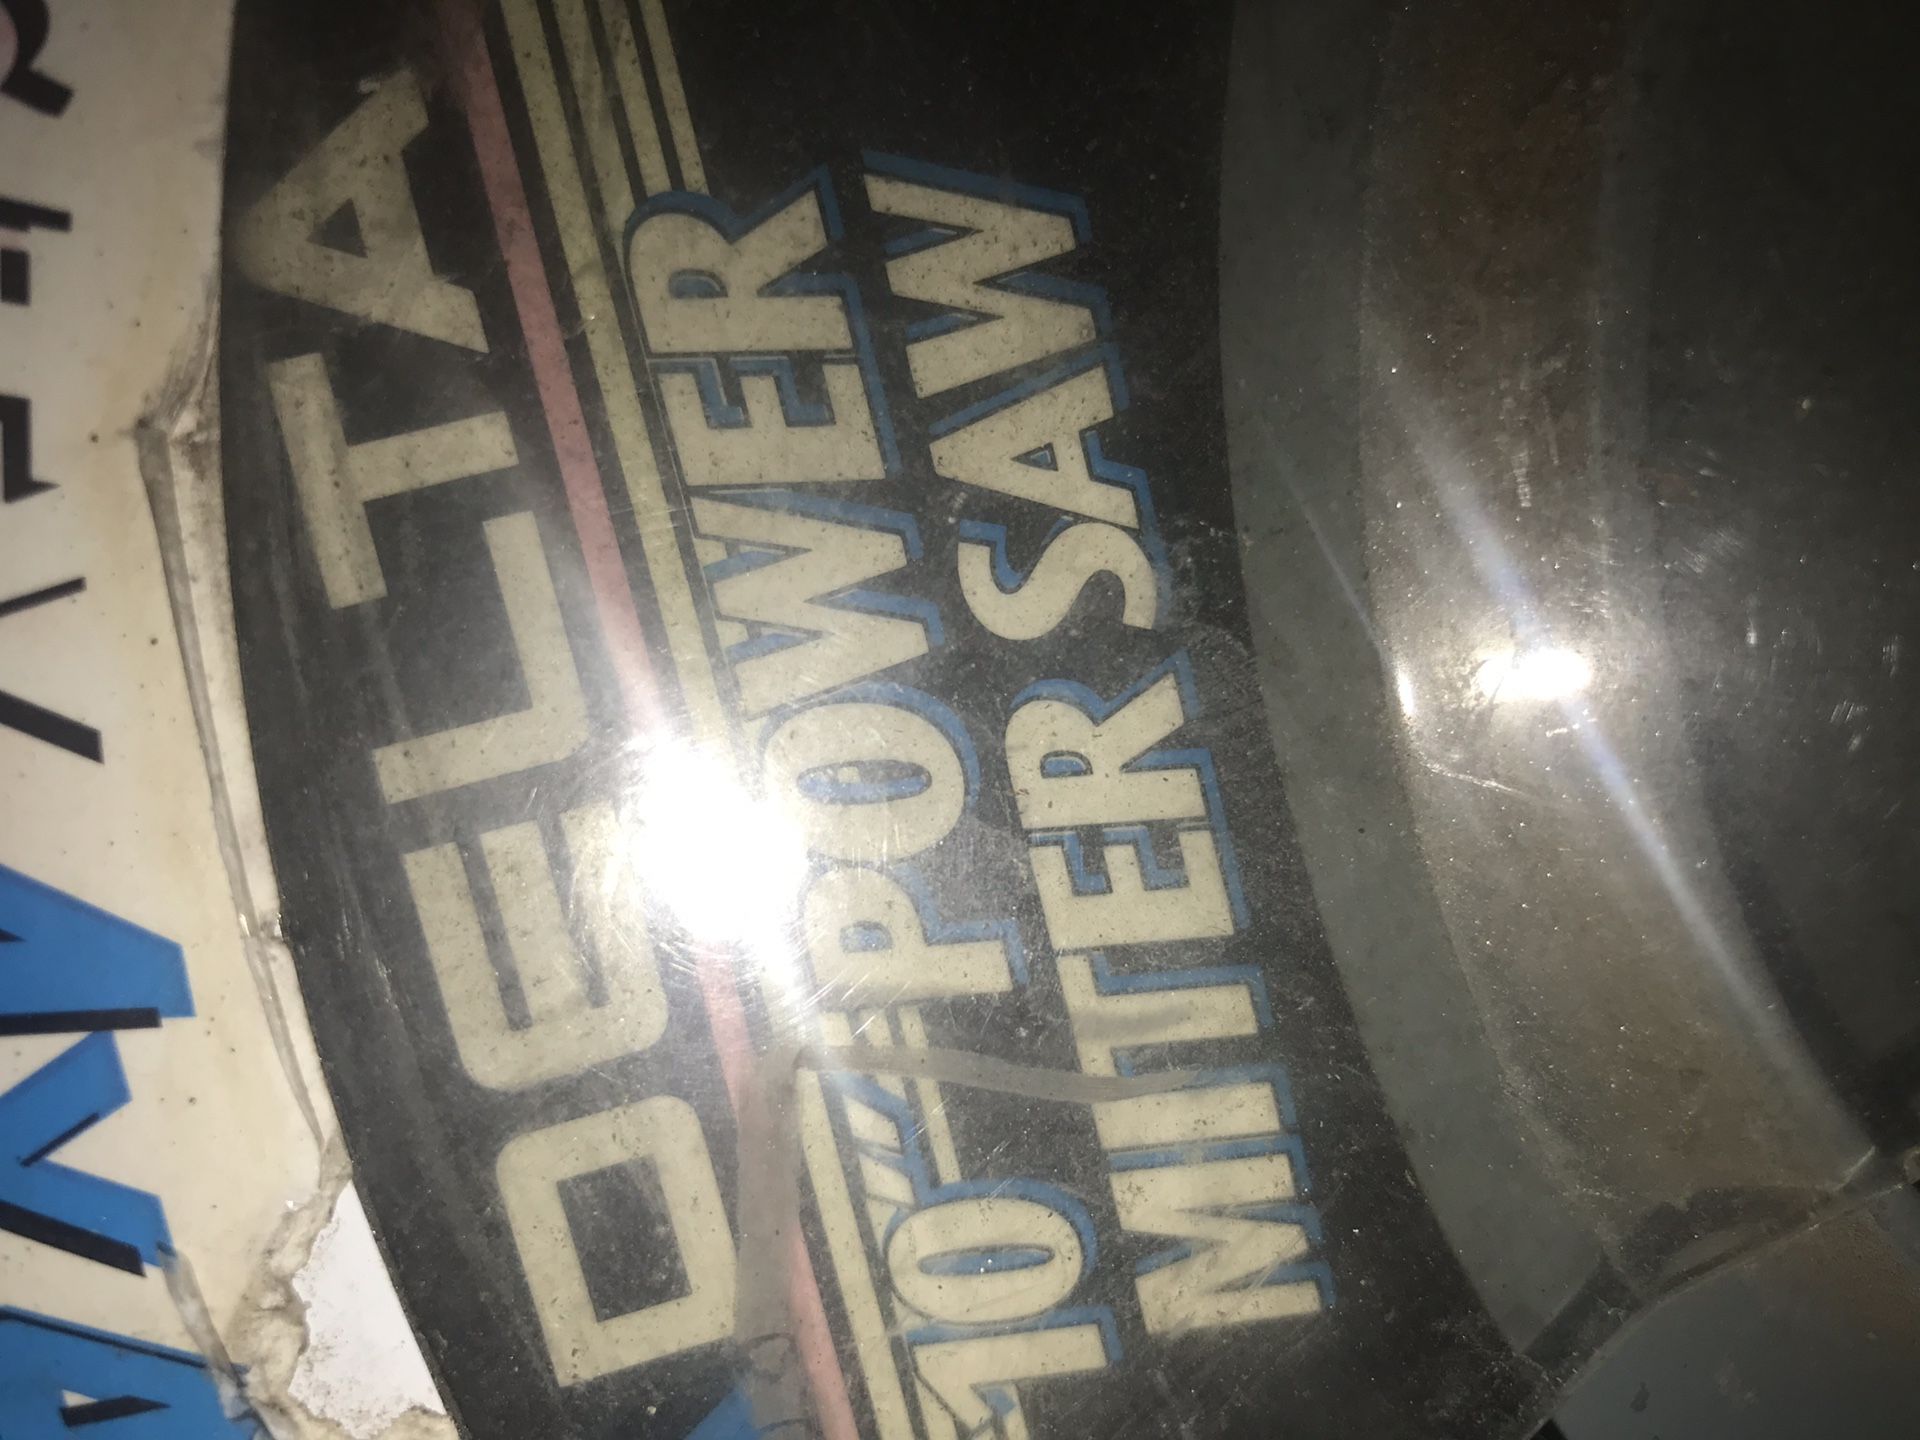 DELTA
10" POWER
MITER SAW